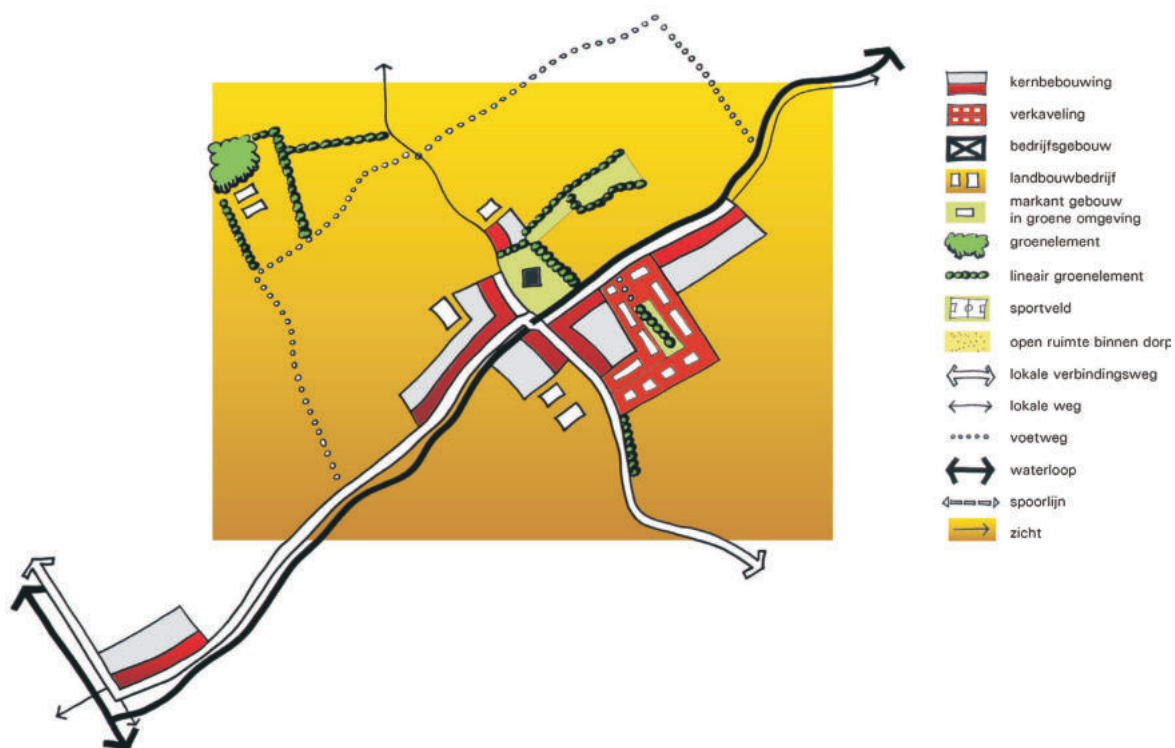 kernbebouwing
verkaveling
bedrijfsgebouw
landbouwbedrijf
markant gebouw
in groene omgeving
groenelement
lineair groenelement
sportveld
open ruimte binnen dorp
lokale verbindingsweg
lokale weg
voetweg
waterloop
spoorlijn
zicht